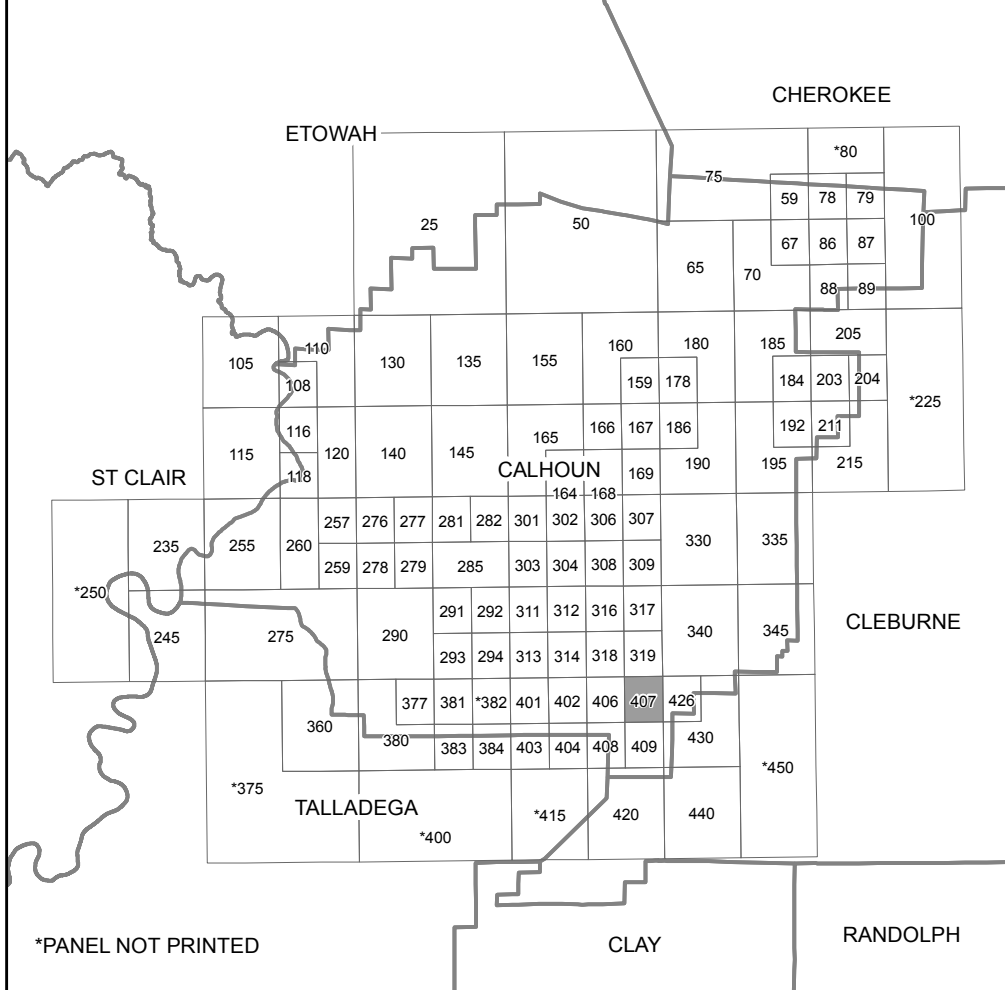 CHEROKEE
ETOWAH
*80
75
59 78 79
25 50 100
67 86 87
65 70
88 89
110 160 180 185 205
105 130 135 155
108 159 178 184 203 204
*225
116 166 167 186 192 211
115 120 140 145 165
ST CLAIR 118 CALHOUN 169 190 195 215
164 168
257 276 277 281 282 301 302 306 307
235 255 260 330 335
259 278 279 285 303 304 308 309
*250
291 292 311 312 316 317
245 275 290 340 345 CLEBURNE
293 294 313 314 318 319
377 381 *382 401 402 406 407 426
360 380 430
383 384 403 404 408 409
*450
*375
TALLADEGA *415 420 440
*400
*PANEL NOT PRINTED CLAY RANDOLPH